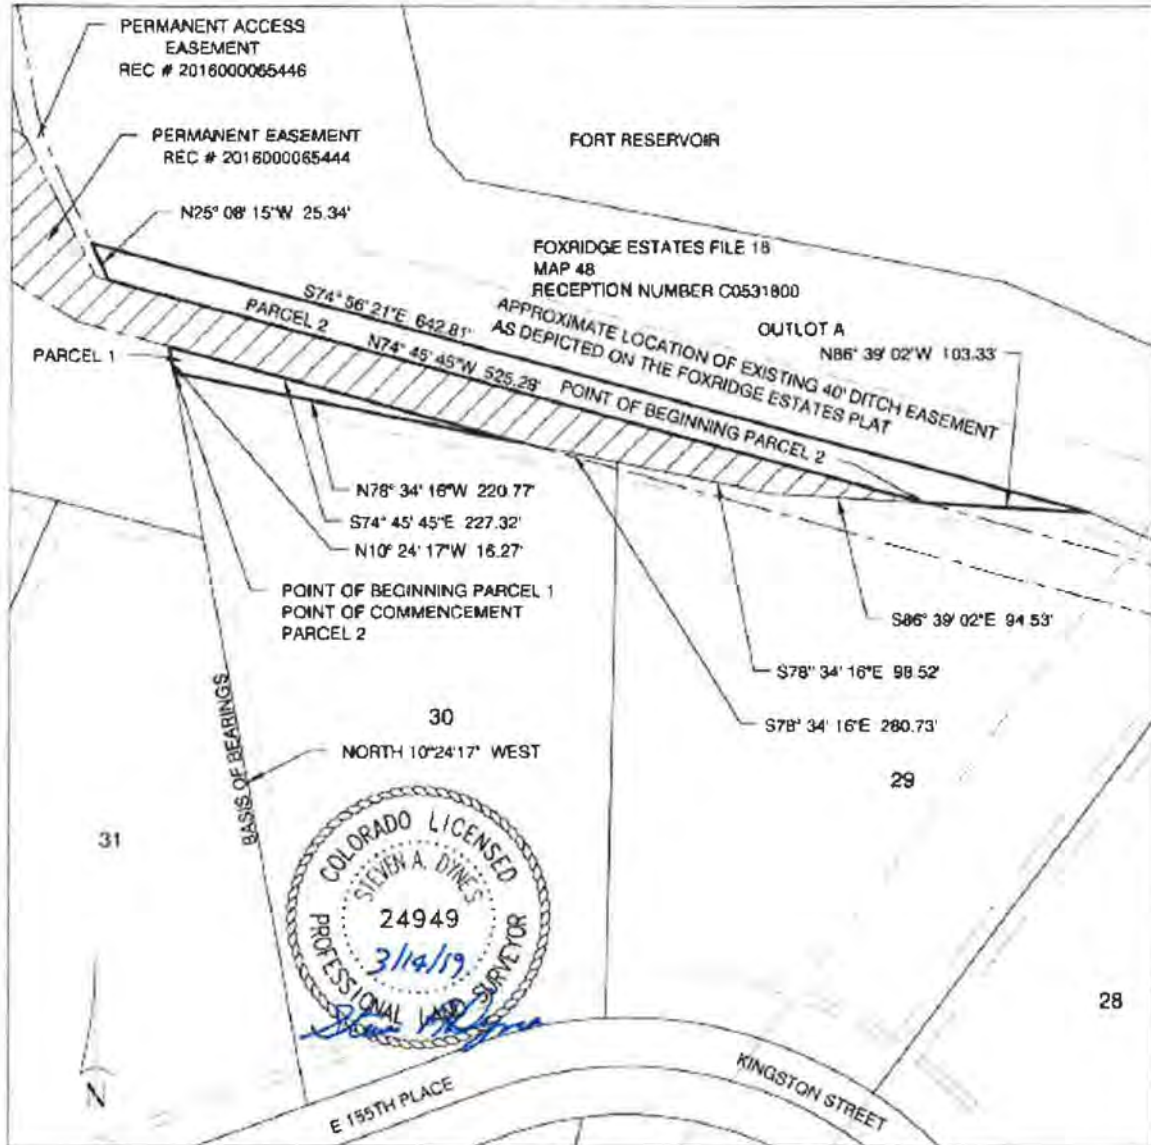 PERMANENT ACCESS
EASEMENT
REC # 2016000065446
PERMANENT EASEMENT
REC # 2016000065444
FORT RESERVOIR
N25° 08' 15"W 25.34'
FOXRIDGE ESTATES FILE 18
MAP 48
RECEPTION NUMBER C0531800
S74° 56' 21"E 642.81'
APPROXIMATE LOCATION OF EXISTING 40' DITCH EASEMENT
AS DEPICTED ON THE FOXRIDGE ESTATES PLAT
OUTLOT A
N86° 39' 02"W 103.33'
PARCEL 2
N74° 45' 45"W 525.28'
POINT OF BEGINNING PARCEL 2
PARCEL 1
N78° 34' 16"W 220.77'
S74° 45' 45"E 227.32'
N10° 24' 17"W 16.27'
POINT OF BEGINNING PARCEL 1
POINT OF COMMENCEMENT
PARCEL 2
S86° 39' 02"E 94.53'
S78° 34' 16"E 98.52'
S78° 34' 16"E 280.73'
BASIS OF BEARINGS
30
NORTH 10°24'17" WEST
29
31
COLORADO LICENSED
STEVEN A. DYNES
24949
3/14/19
PROFESSIONAL LAND SURVEYOR
28
N
E 155TH PLACE
KINGSTON STREET